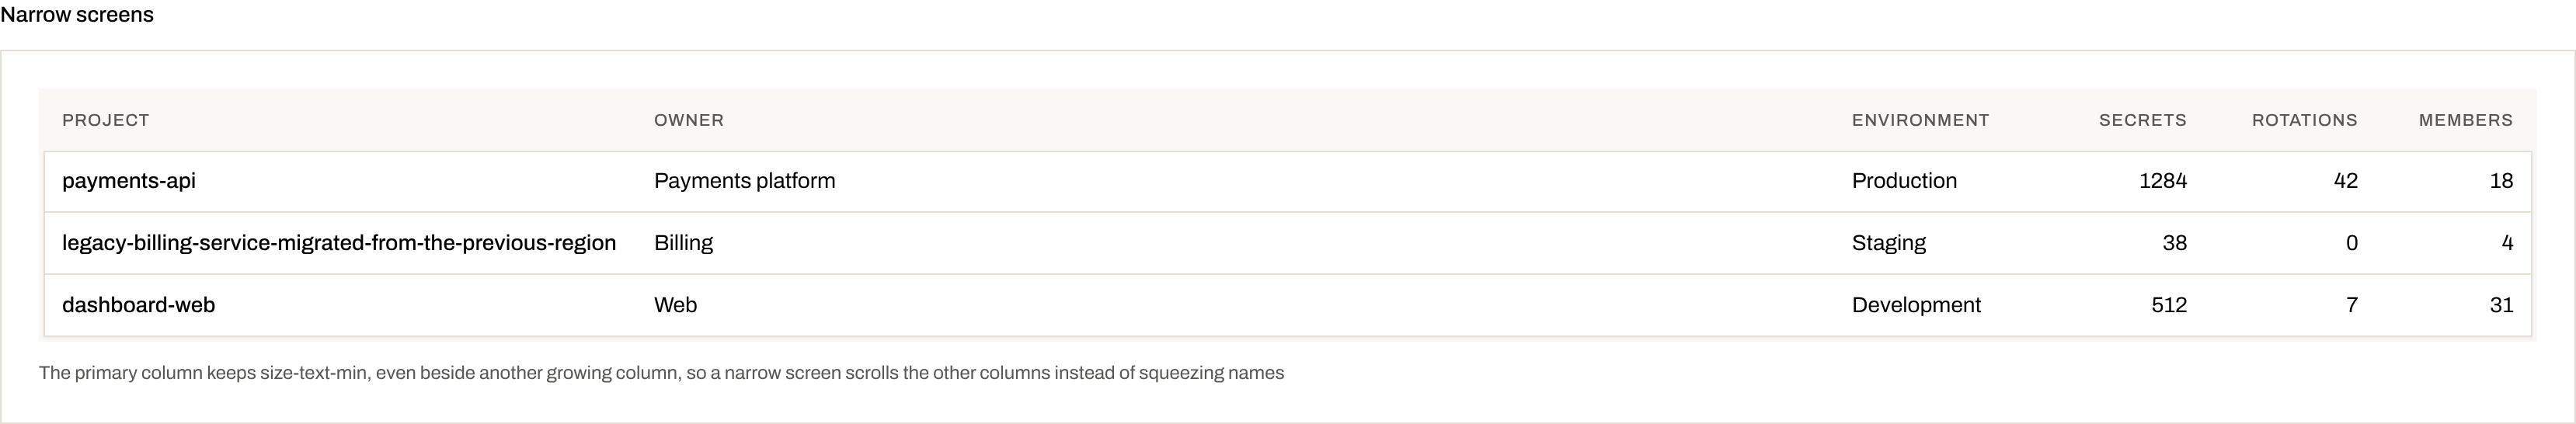 Narrow screens
PROJECT OWNER ENVIRONMENT SECRETS ROTATIONS MEMBERS
payments-api Payments platform Production 1284 42 18
legacy-billing-service-migrated-from-the-previous-region Billing Staging 38 0 4
dashboard-web Web Development 512 7 31
The primary column keeps size-text-min, even beside another growing column, so a narrow screen scrolls the other columns instead of squeezing names